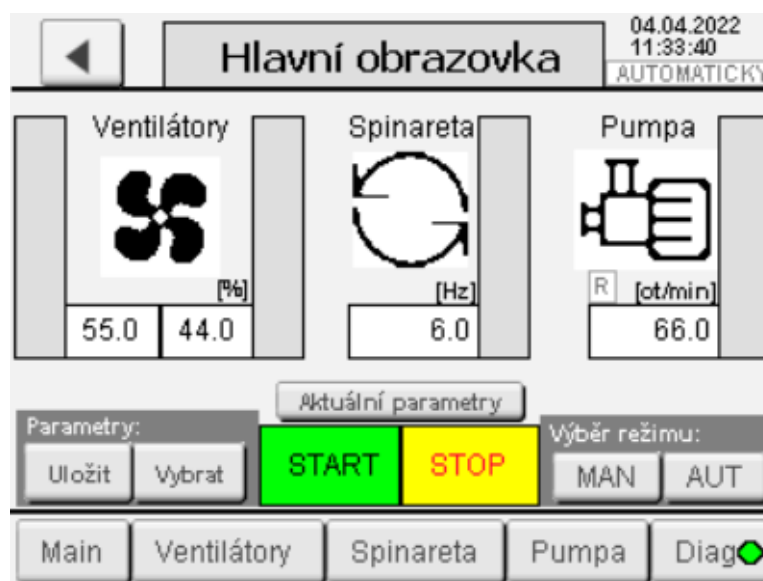 Hlavní obrazovka
04.04.2022
11:33:40
AUTOMATICKY
Ventilátory
Spinareta
Pumpa
[%]
[Hz]
R [ot/min]
55.0 44.0
6.0
66.0
Aktuální parametry
Parametry:
Uložit Vybrat
START STOP
Výběr režimu:
MAN AUT
Main Ventilátory Spinareta Pumpa Diag